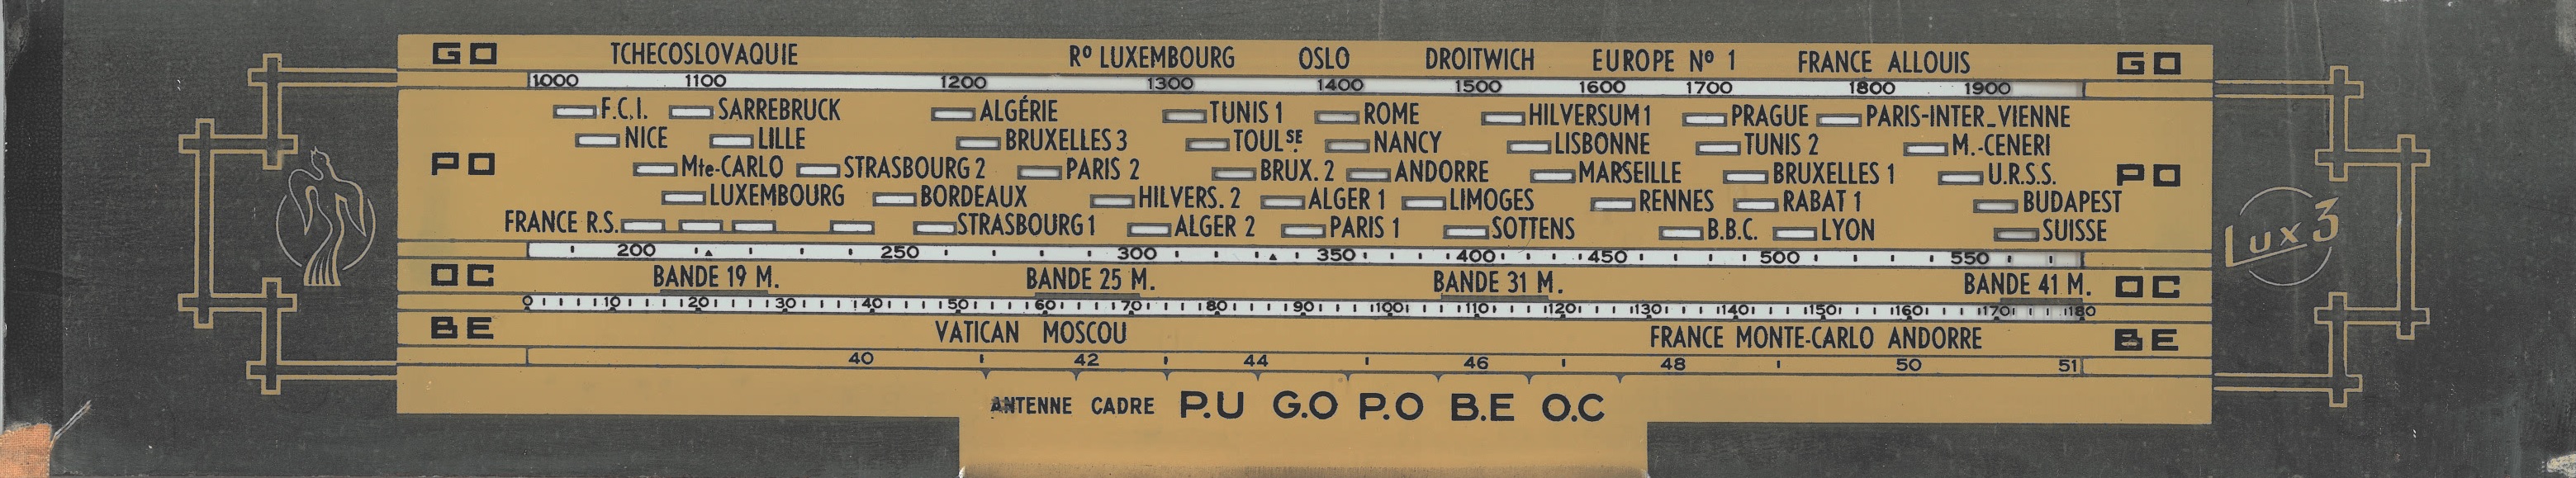 GO TCHECOSLOVAQUIE Rº LUXEMBOURG OSLO DROITWICH EUROPE Nº 1 FRANCE ALLOUIS GO
1000 1100 1200 1300 1400 1500 1600 1700 1800 1900
F.C.I. SARREBRUCK ALGÉRIE TUNIS 1 ROME HILVERSUM1 PRAGUE PARIS-INTER_VIENNE
NICE LILLE BRUXELLES 3 TOULSE. NANCY LISBONNE TUNIS 2 M.-CENERI
PO Mte-CARLO STRASBOURG 2 PARIS 2 BRUX. 2 ANDORRE MARSEILLE BRUXELLES 1 U.R.S.S. PO
LUXEMBOURG BORDEAUX HILVERS. 2 ALGER 1 LIMOGES RENNES RABAT 1 BUDAPEST
FRANCE R.S. STRASBOURG1 ALGER 2 PARIS 1 SOTTENS B.B.C. LYON SUISSE
Lux 3
200 250 300 350 400 450 500 550
OC BANDE 19 M. BANDE 25 M. BANDE 31 M. BANDE 41 M. OC
0 10 20 30 40 50 60 70 80 90 100 110 120 130 140 150 160 170 180
BE VATICAN MOSCOU FRANCE MONTE-CARLO ANDORRE BE
40 42 44 46 48 50 51
ANTENNE CADRE P.U G.O P.O B.E O.C